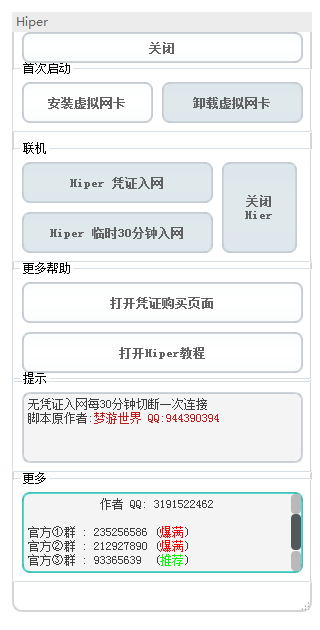 Hiper
关闭
首次启动
安装虚拟网卡
卸载虚拟网卡
联机
Hiper 凭证入网
关闭
Hier
Hiper 临时30分钟入网
更多帮助
打开凭证购买页面
打开Hiper教程
提示
无凭证入网每30分钟切断一次连接
脚本原作者:梦游世界 QQ:944390394
更多
作者 QQ: 3191522462
官方①群 : 235256586 (爆满)
官方②群 : 212927890 (爆满)
官方③群 : 93365639 (推荐)